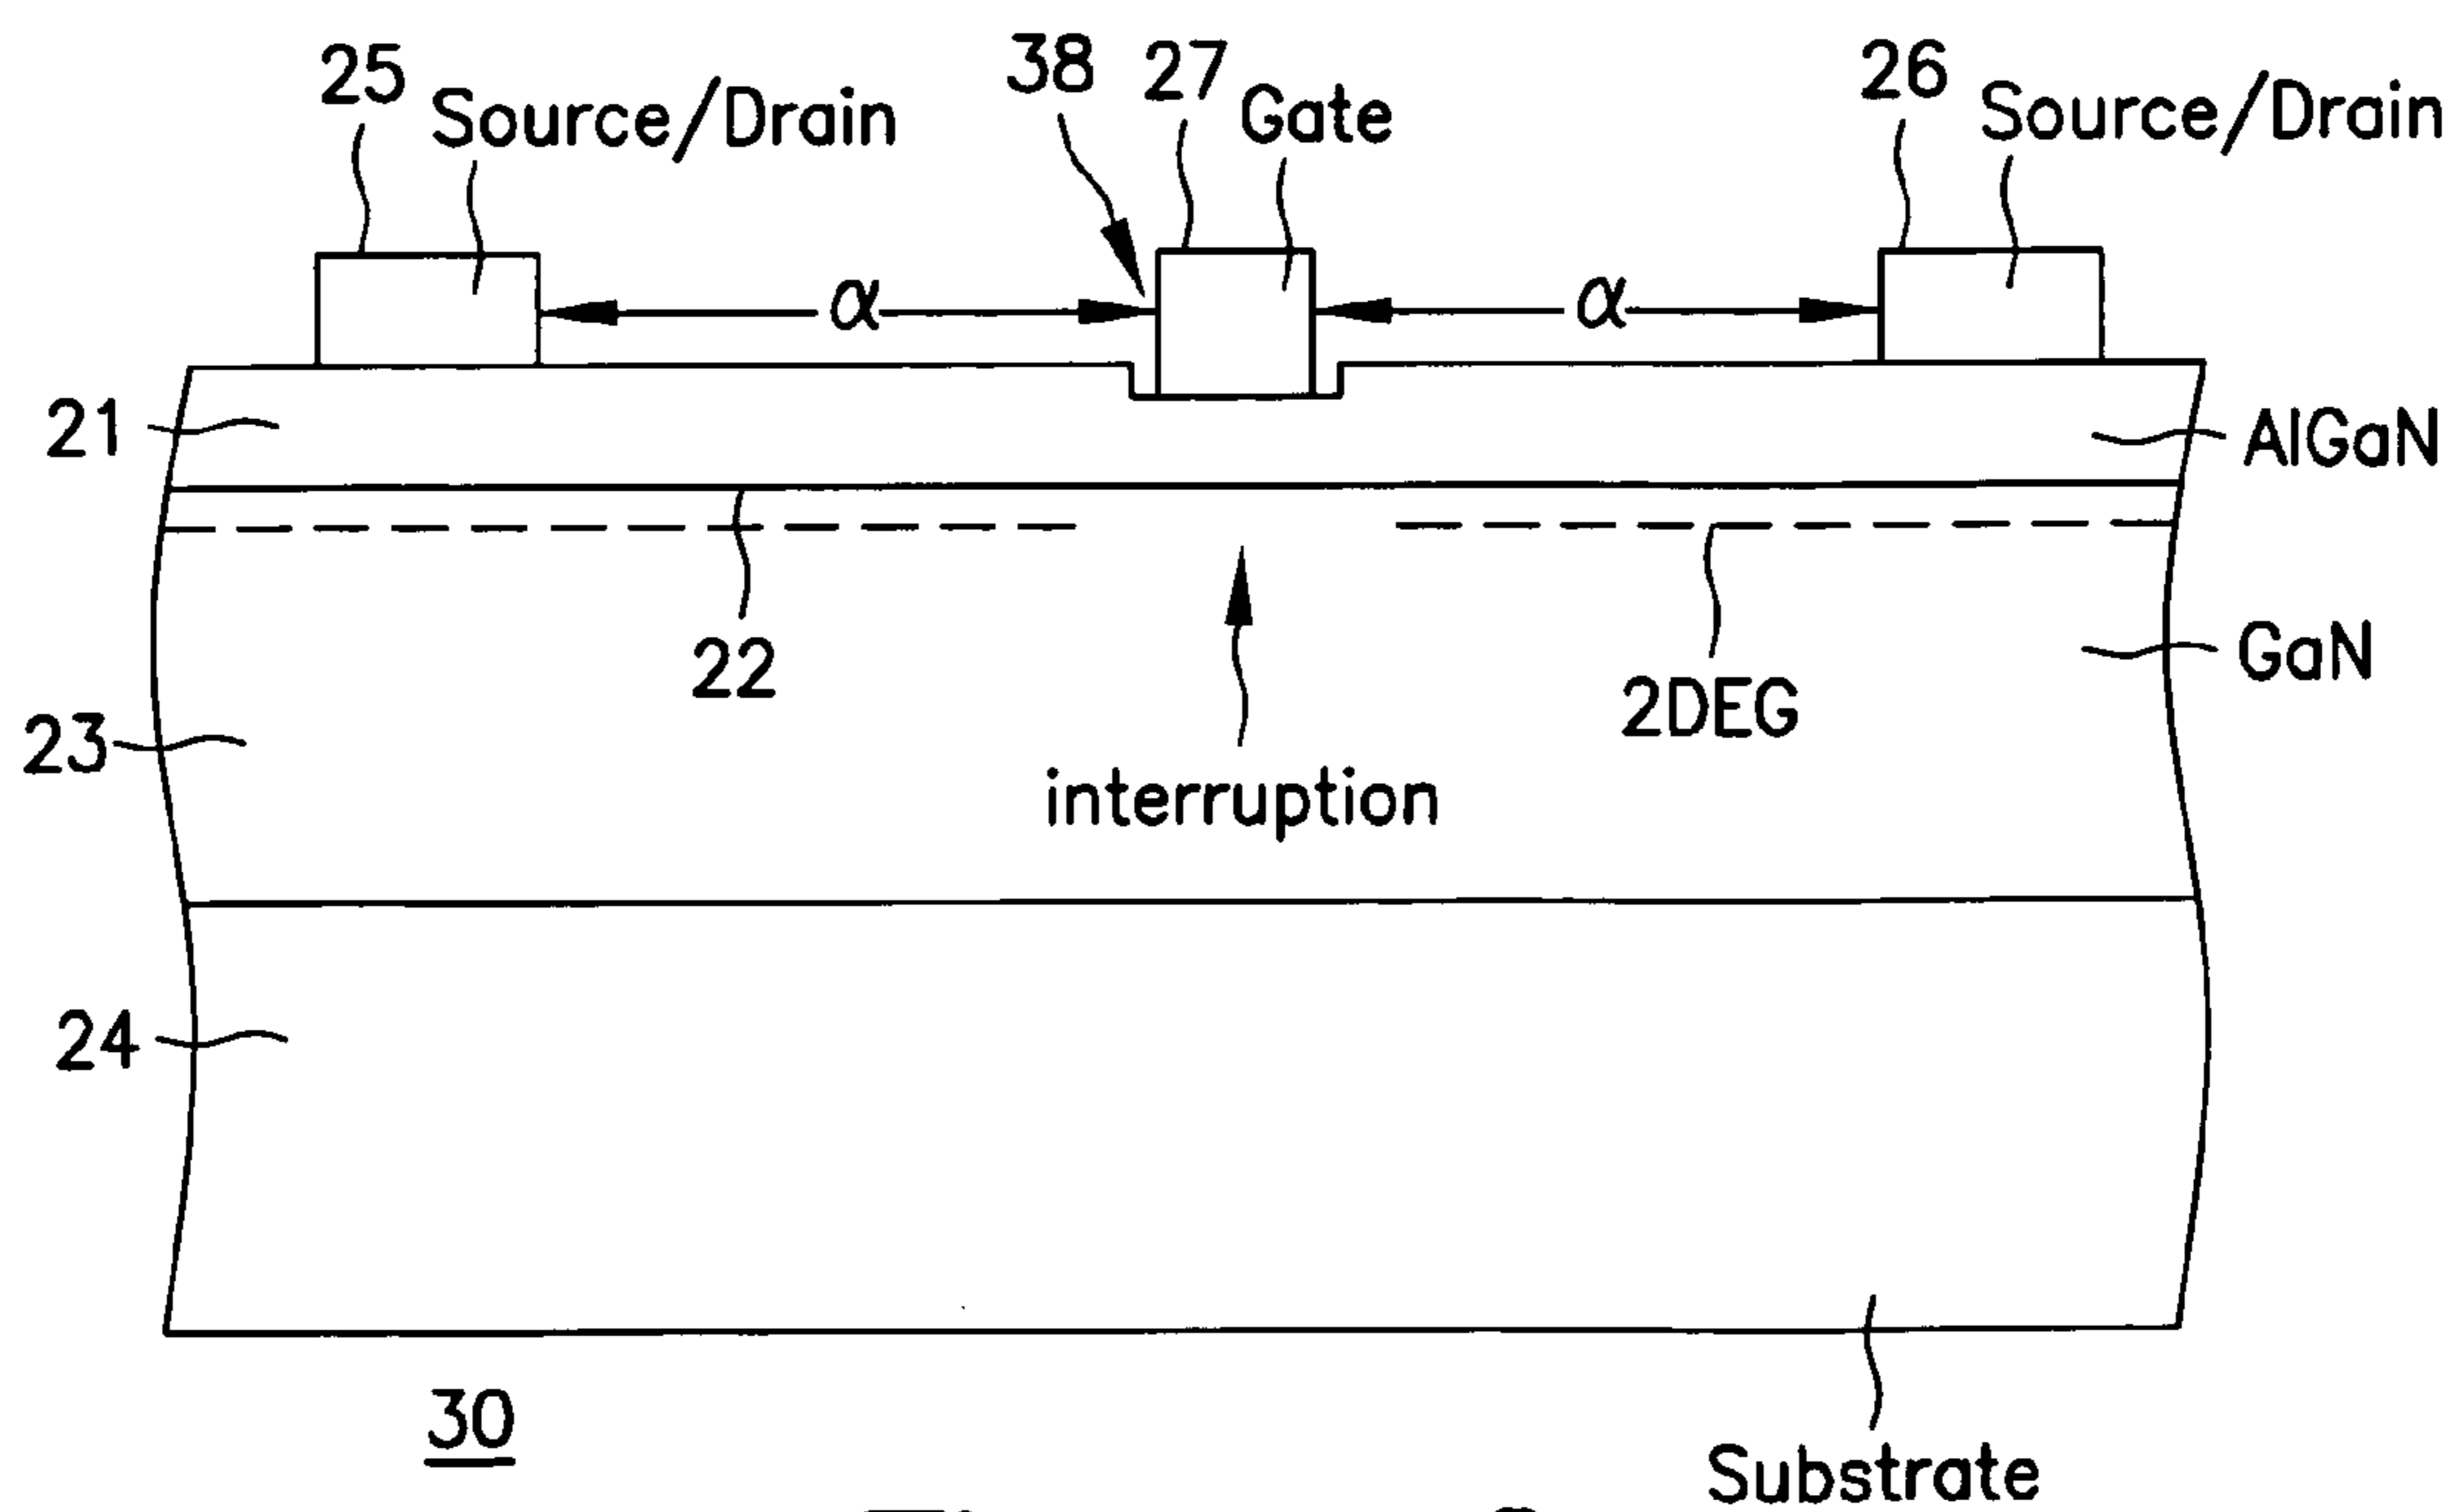 25 Source/Drain
38
27 Gate
26 Source/Drain
α
α
21
AlGaN
22
2DEG
GaN
23
interruption
24
30
Substrate